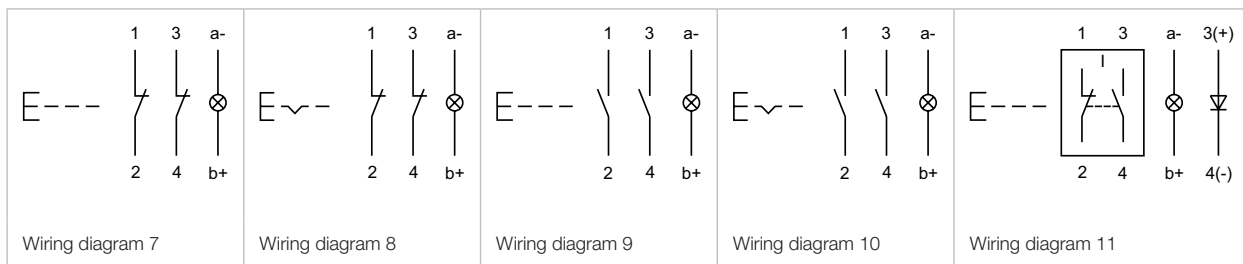 1 3 a-
2 4 b+
Wiring diagram 7
1 3 a-
2 4 b+
Wiring diagram 8
1 3 a-
2 4 b+
Wiring diagram 9
1 3 a-
2 4 b+
Wiring diagram 10
1 3 a- 3(+)
2 4 b+ 4(-)
Wiring diagram 11